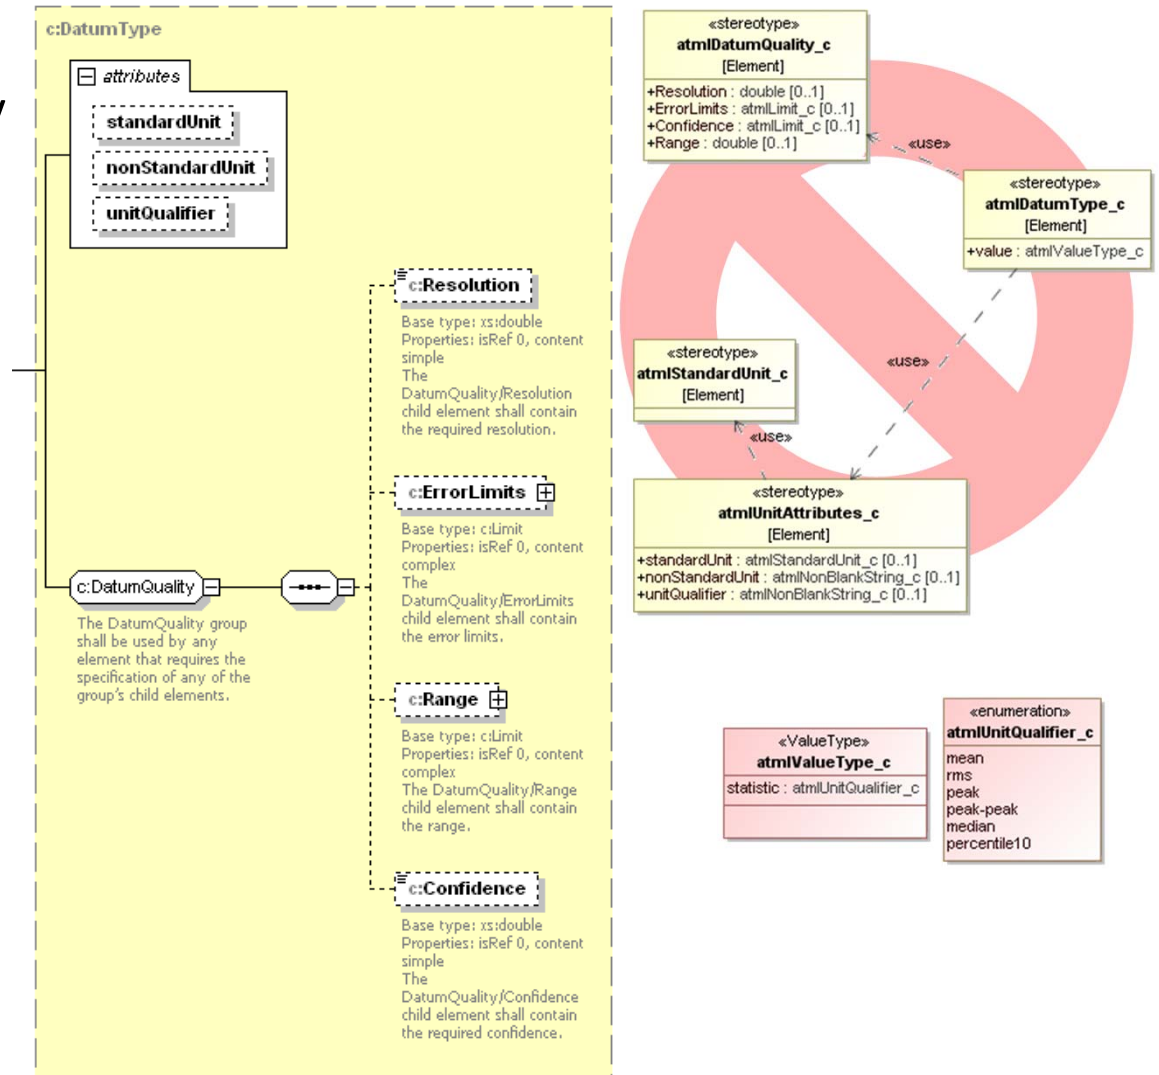 c:DatumType
attributes
standardUnit
nonStandardUnit
unitQualifier
c:Resolution
Base type: xs:double
Properties: isRef 0, content
simple
The
DatumQuality/Resolution
child element shall contain
the required resolution.
c:ErrorLimits
Base type: c:Limit
Properties: isRef 0, content
complex
The
DatumQuality/ErrorLimits
child element shall contain
the error limits.
c:DatumQuality
The DatumQuality group
shall be used by any
element that requires the
specification of any of the
group's child elements.
c:Range
Base type: c:Limit
Properties: isRef 0, content
complex
The DatumQuality/Range
child element shall contain
the range.
c:Confidence
Base type: xs:double
Properties: isRef 0, content
simple
The
DatumQuality/Confidence
child element shall contain
the required confidence.
«stereotype»
atmlDatumQuality_c
[Element]
+Resolution : double [0..1]
+ErrorLimits : atmlLimit_c [0..1]
+Confidence : atmlLimit_c [0..1]
+Range : double [0..1]
«use»
«stereotype»
atmlDatumType_c
[Element]
+value : atmlValueType_c
«use»
«stereotype»
atmlStandardUnit_c
[Element]
«use»
«stereotype»
atmlUnitAttributes_c
[Element]
+standardUnit : atmlStandardUnit_c [0..1]
+nonStandardUnit : atmlNonBlankString_c [0..1]
+unitQualifier : atmlNonBlankString_c [0..1]
«ValueType»
atmlValueType_c
statistic : atmlUnitQualifier_c
«enumeration»
atmlUnitQualifier_c
mean
rms
peak
peak-peak
median
percentile10